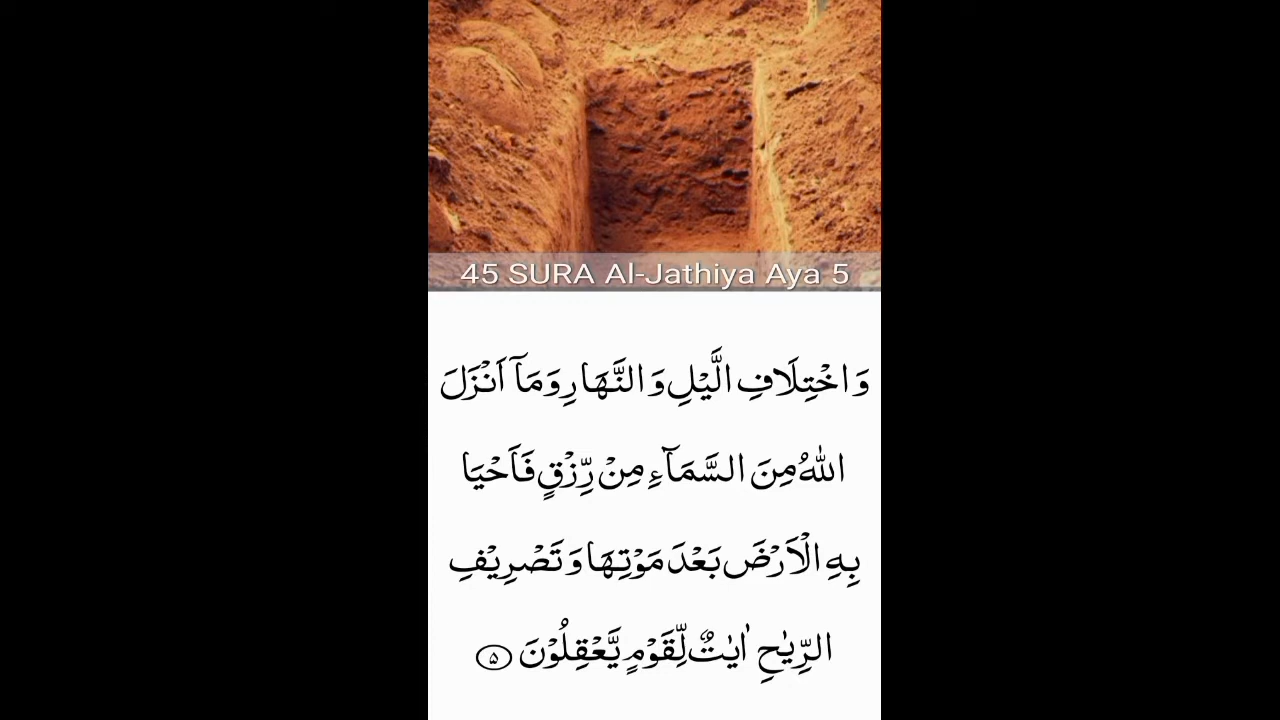 45 SURA Al-Jathiya Aya 5
وَاخْتِلَافِ الَّيْلِ وَالنَّهَارِ وَمَآ اَنْزَلَ
اللّٰهُ مِنَ السَّمَآءِ مِنْ رِّزْقٍ فَاَحْيَا
بِهِ الْاَرْضَ بَعْدَ مَوْتِهَا وَتَصْرِيْفِ
الرِّيٰحِ اٰيٰتٌ لِّقَوْمٍ يَّعْقِلُوْنَ ۵